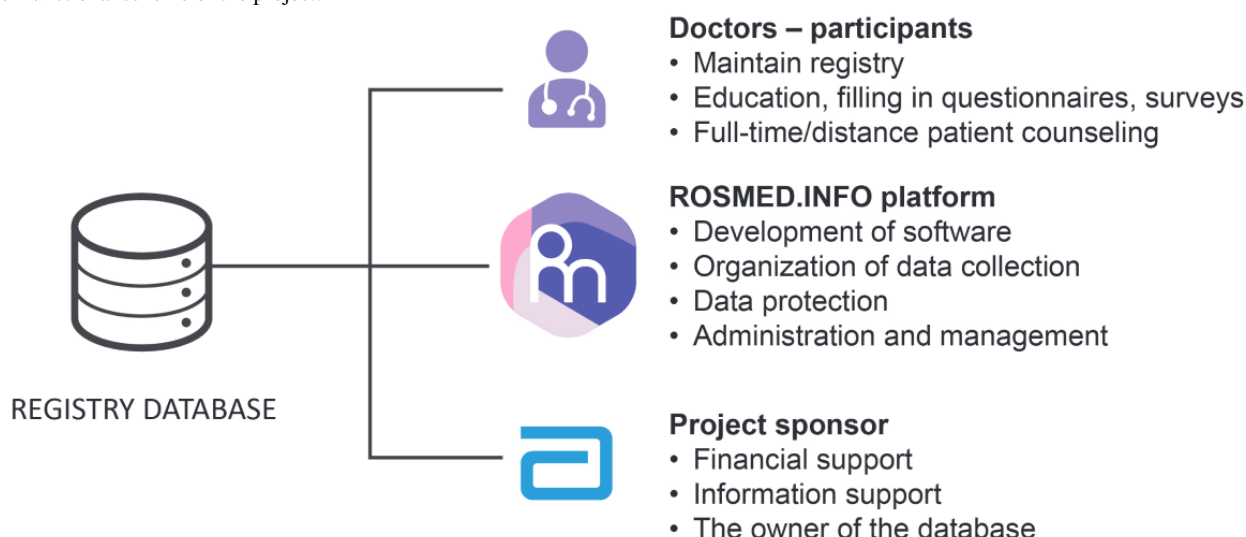 Doctors – participants
• Maintain registry
• Education, filling in questionnaires, surveys
• Full-time/distance patient counseling
ROSMED.INFO platform
• Development of software
• Organization of data collection
• Data protection
• Administration and management
REGISTRY DATABASE
Project sponsor
• Financial support
• Information support
• The owner of the database